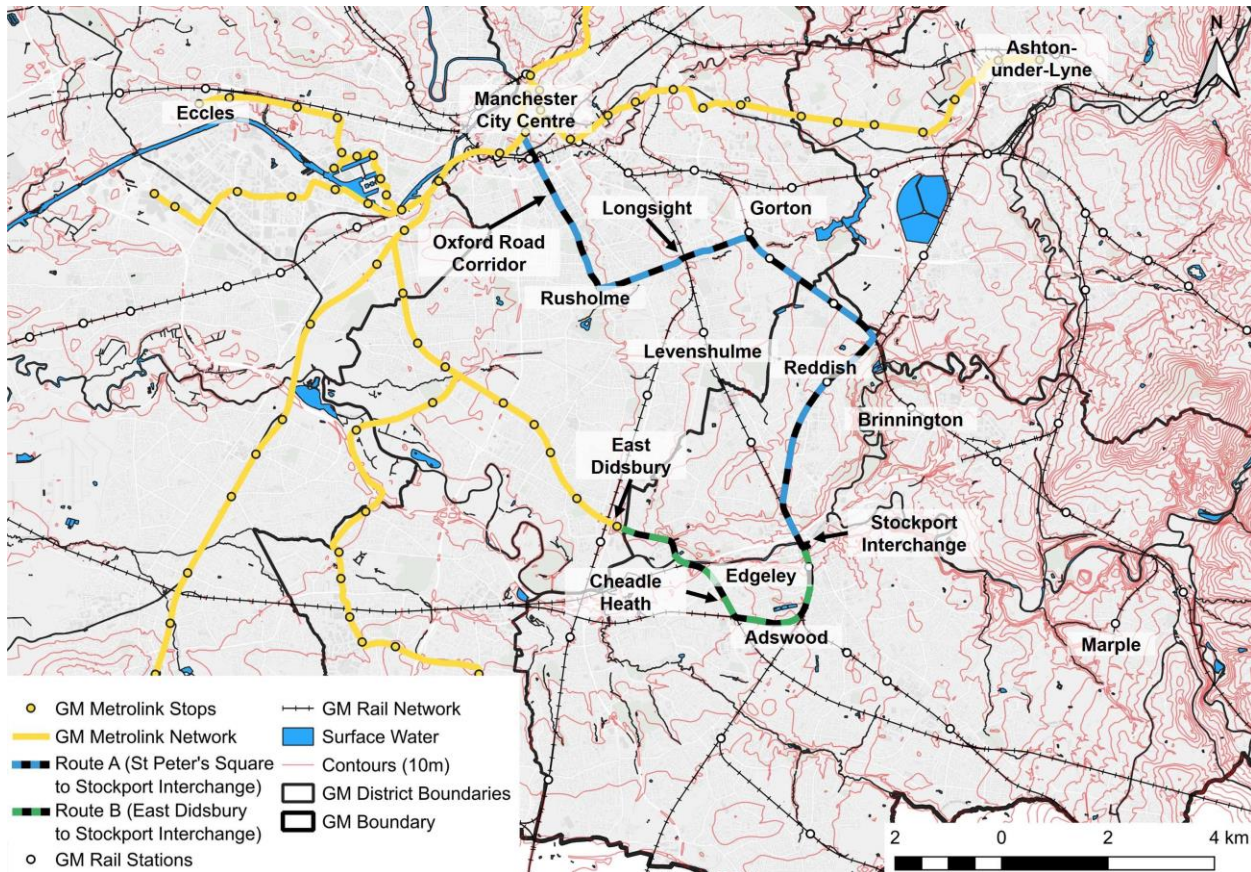 N
Ashton-
under-Lyne
Manchester
City Centre
Eccles
Longsight
Gorton
Oxford Road
Corridor
Rusholme
Levenshulme
Reddish
Brinnington
East
Didsbury
Stockport
Interchange
Edgeley
Cheadle
Heath
Adswood
Marple
GM Metrolink Stops
GM Metrolink Network
Route A (St Peter's Square
to Stockport Interchange)
Route B (East Didsbury
to Stockport Interchange)
GM Rail Stations
GM Rail Network
Surface Water
Contours (10m)
GM District Boundaries
GM Boundary
2 0 2 4 km